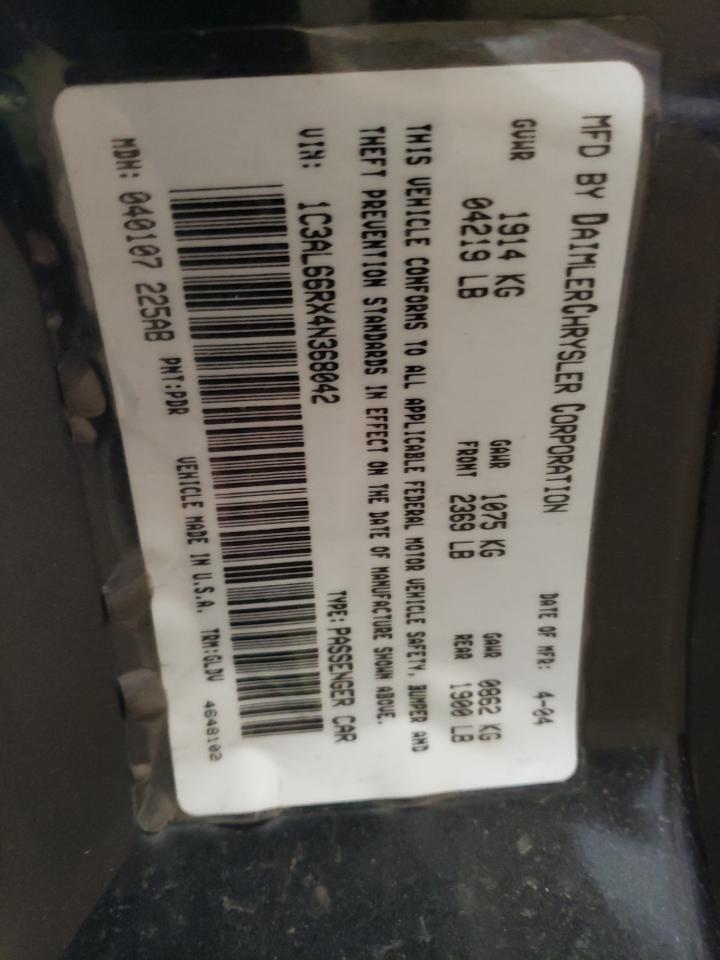 MFD BY DAIMLERCHRYSLER CORPORATION DATE OF MFR: 4-04
GVWR 1914 KG GAWR 1075 KG GAWR 0862 KG
04219 LB FRONT 2369 LB REAR 1900 LB
THIS VEHICLE CONFORMS TO ALL APPLICABLE FEDERAL MOTOR VEHICLE SAFETY, BUMPER AND
THEFT PREVENTION STANDARDS IN EFFECT ON THE DATE OF MANUFACTURE SHOWN ABOVE.
VIN: 1C3AL66RX4N368042 TYPE: PASSENGER CAR
MDH: 040107 225AB PNT:PDR VEHICLE MADE IN U.S.A. TRM:GLDV 4648102